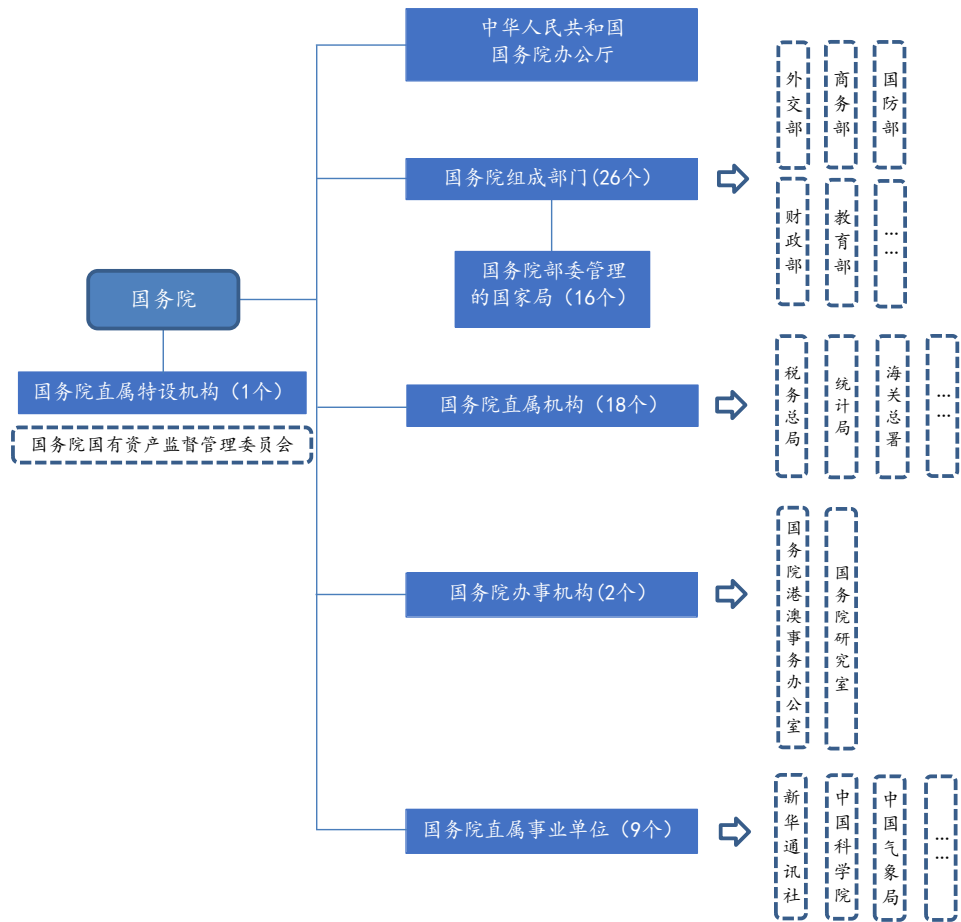 中华人民共和国
国务院办公厅
外交部
商务部
国防部
国务院组成部门(26个)
财政部
教育部
……
国务院部委管理
的国家局（16个）
国务院
国务院直属特设机构（1个）
国务院国有资产监督管理委员会
国务院直属机构（18个）
税务总局
统计局
海关总署
……
国务院办事机构(2个)
国务院港澳事务办公室
国务院研究室
国务院直属事业单位（9个）
新华通讯社
中国科学院
中国气象局
……